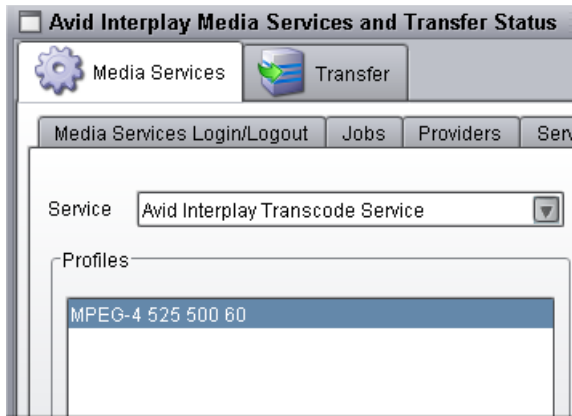 Avid Interplay Media Services and Transfer Status
Media Services
Transfer
Media Services Login/Logout
Jobs
Providers
Service Avid Interplay Transcode Service
Profiles
MPEG-4 525 500 60